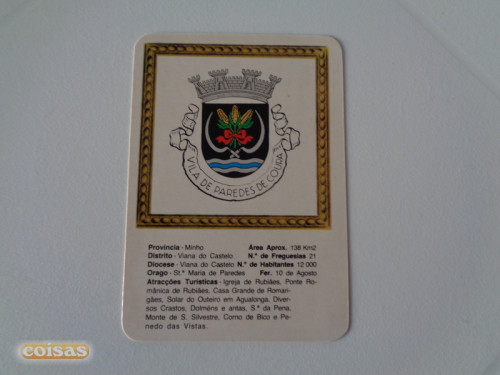 VILA DE PAREDES DE COURA
Província - Minho Área Aprox. 138 Km2
Distrito - Viana do Castelo N.º de Freguesias 21
Diocese - Viana do Castelo N.º de Habitantes 12 000
Orago - St.ª Maria de Paredes Fer. 10 de Agosto
Atracções Turísticas - Igreja de Rubiães, Ponte Ro-
mânica de Rubiães, Casa Grande de Romari-
gães, Solar do Outeiro em Agualonga, Diver-
sos Crastos, Dolméns e antas, S.ª da Pena,
Monte de S. Silvestre, Corno de Bico e Pe-
nedo das Vistas.
coisas